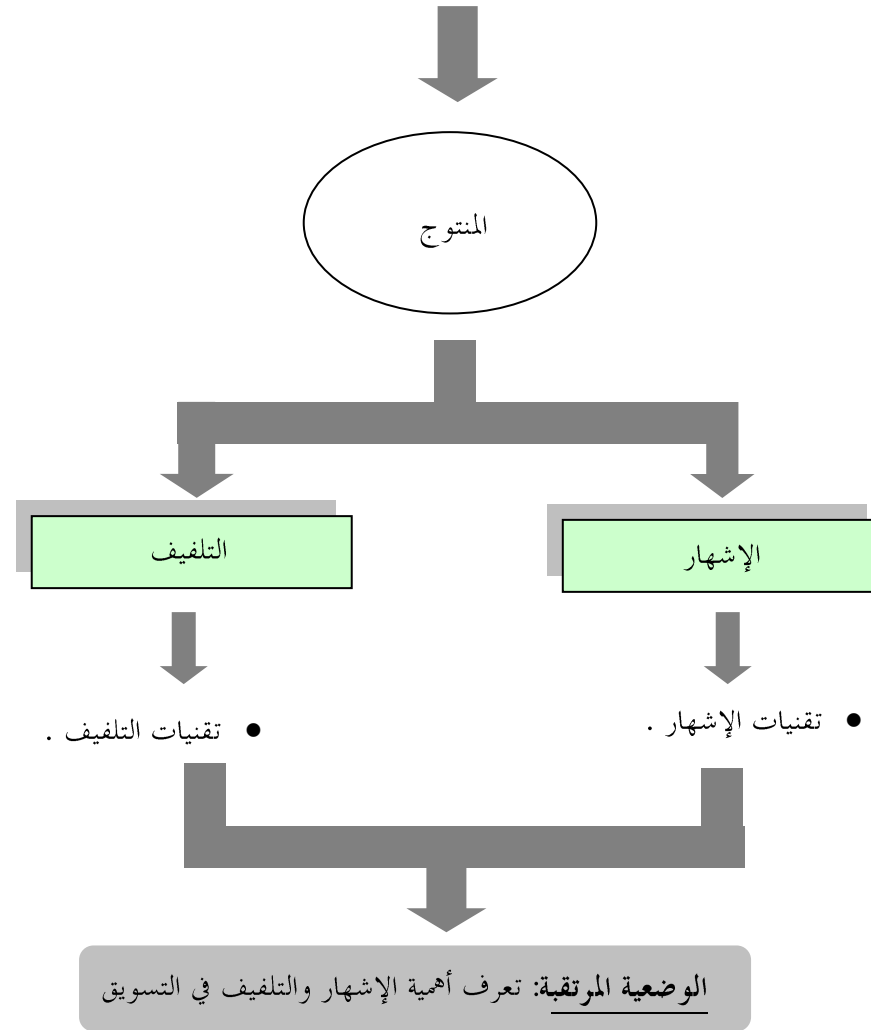 المنتوج
الإشهار
التلفيف
● تقنيات الإشهار .
● تقنيات التلفيف .
الوضعية المرتقبة: تعرف أهمية الإشهار والتلفيف في التسويق